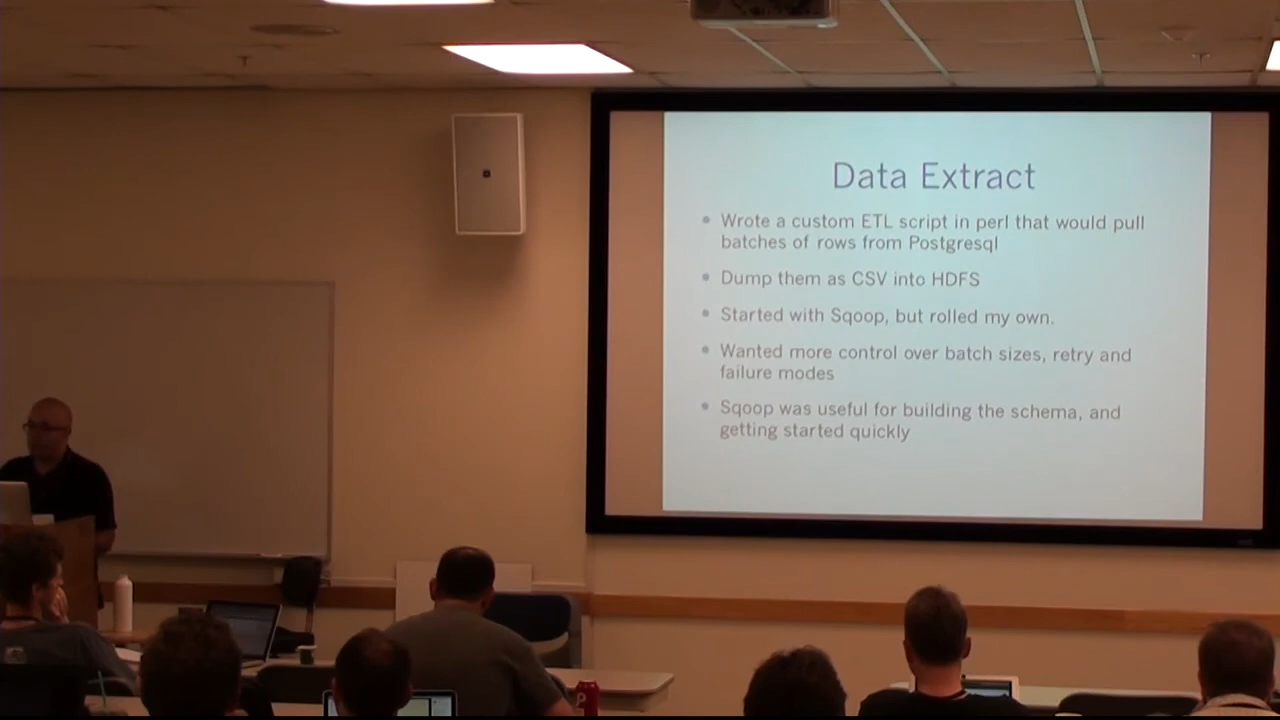 Data Extract
• Wrote a custom ETL script in perl that would pull
batches of rows from Postgresql
• Dump them as CSV into HDFS
• Started with Sqoop, but rolled my own.
• Wanted more control over batch sizes, retry and
failure modes
• Sqoop was useful for building the schema, and
getting started quickly